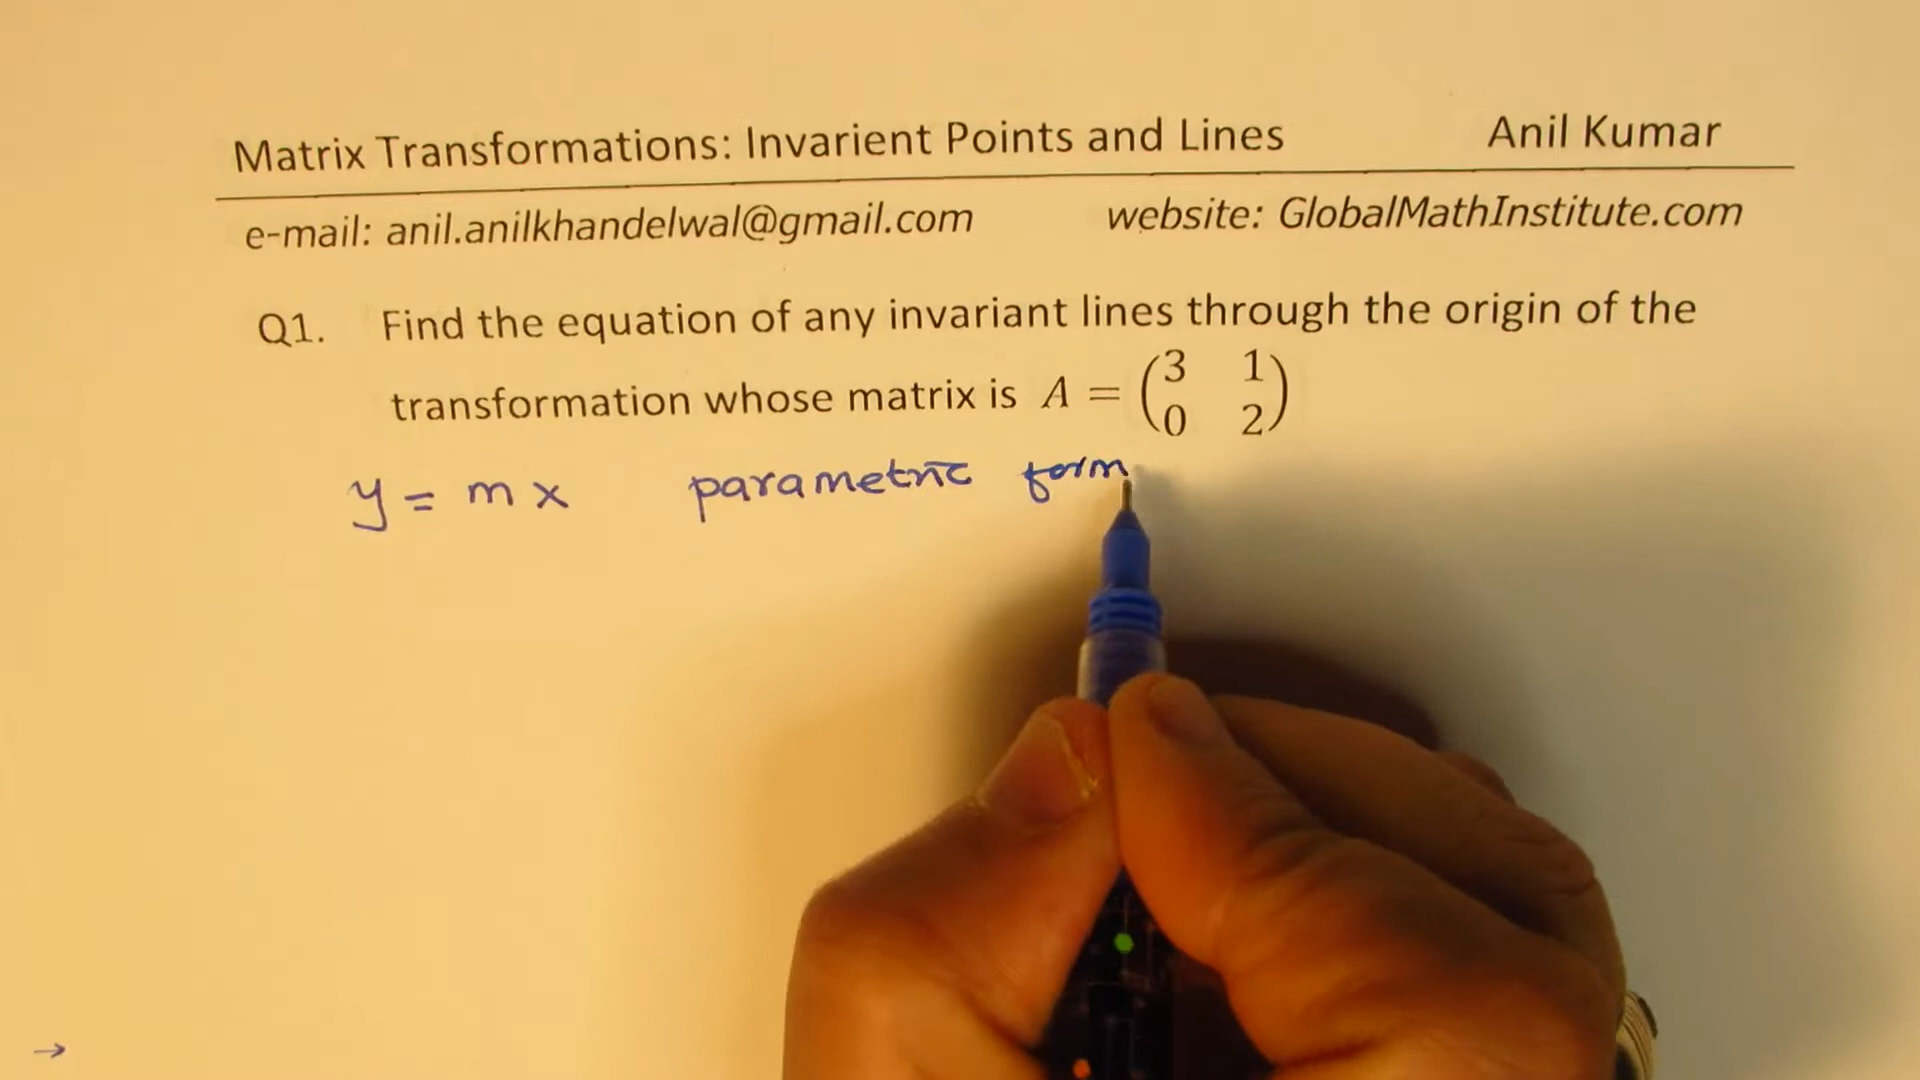 Matrix Transformations: Invarient Points and Lines Anil Kumar
e-mail: anil.anilkhandelwal@gmail.com website: GlobalMathInstitute.com
Q1. Find the equation of any invariant lines through the origin of the
transformation whose matrix is A = (3 1
0 2)
y = mx parametric form
→